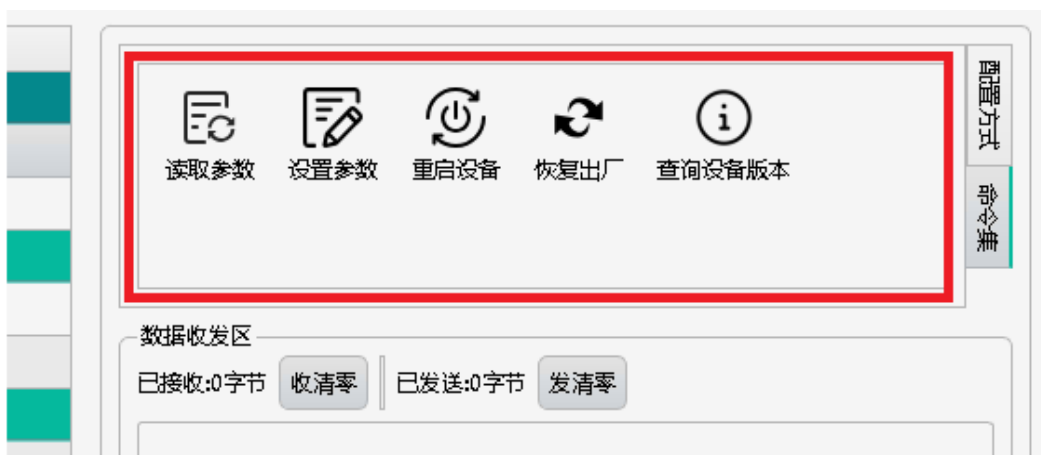 读取参数 设置参数 重启设备 恢复出厂 查询设备版本
配置方式
命令集
数据收发区
已接收:0字节 收清零 已发送:0字节 发清零